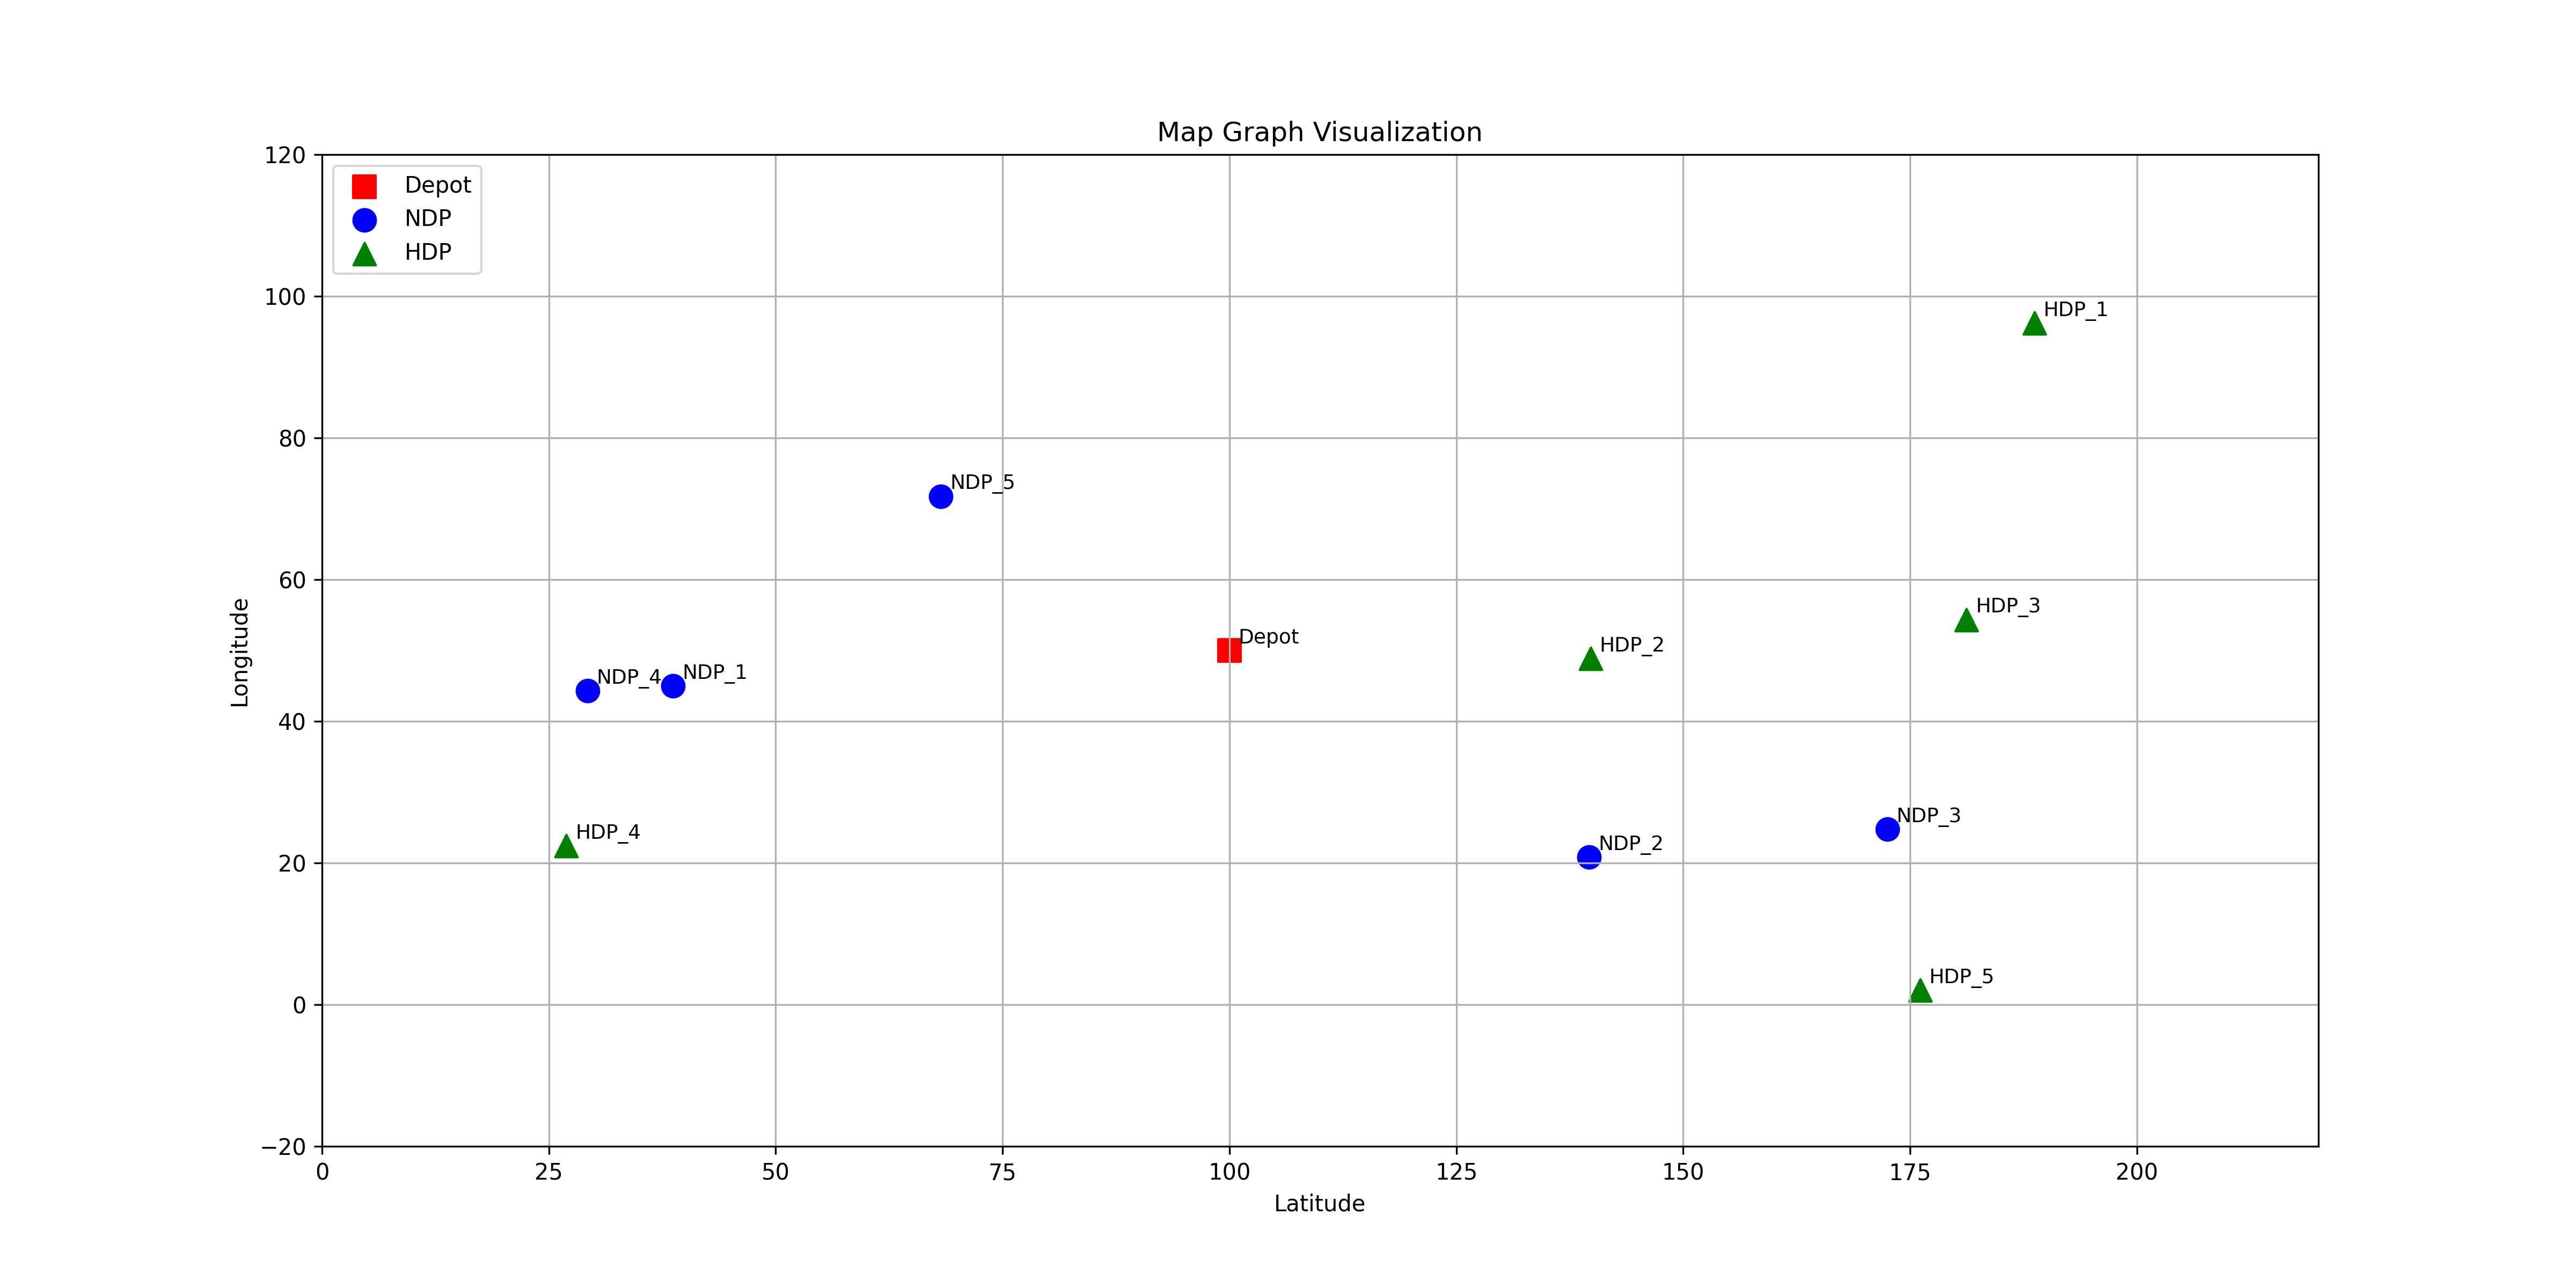 Map Graph Visualization
120
100
80
60
40
20
0
−20
Longitude
Depot
NDP
HDP
HDP_1
NDP_5
HDP_3
Depot
HDP_2
NDP_4
NDP_1
HDP_4
NDP_3
NDP_2
HDP_5
0 25 50 75 100 125 150 175 200
Latitude